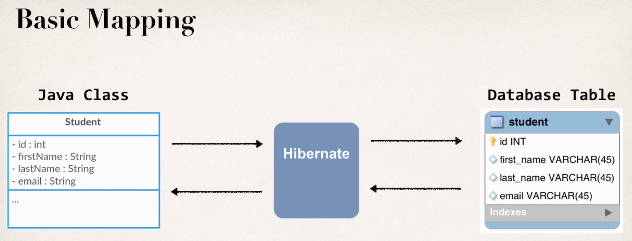 Basic Mapping
Java Class
Student
- id : int
- firstName : String
- lastName : String
- email : String
...
Hibernate
Database Table
student
id INT
first_name VARCHAR(45)
last_name VARCHAR(45)
email VARCHAR(45)
Indexes